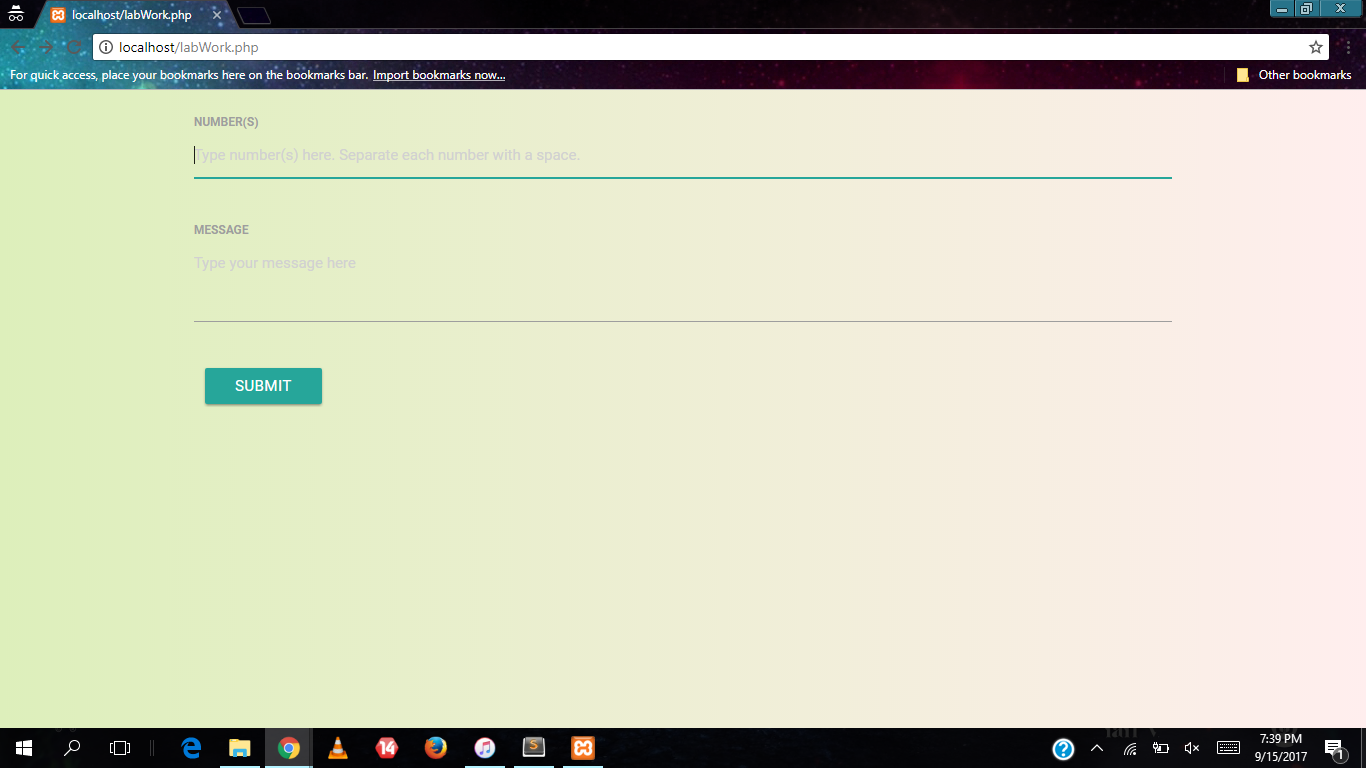 localhost/labWork.php
localhost/labWork.php
For quick access, place your bookmarks here on the bookmarks bar. Import bookmarks now...
Other bookmarks
NUMBER(S)
Type number(s) here. Separate each number with a space.
MESSAGE
Type your message here
SUBMIT
14
S
?
7:39 PM
9/15/2017
1